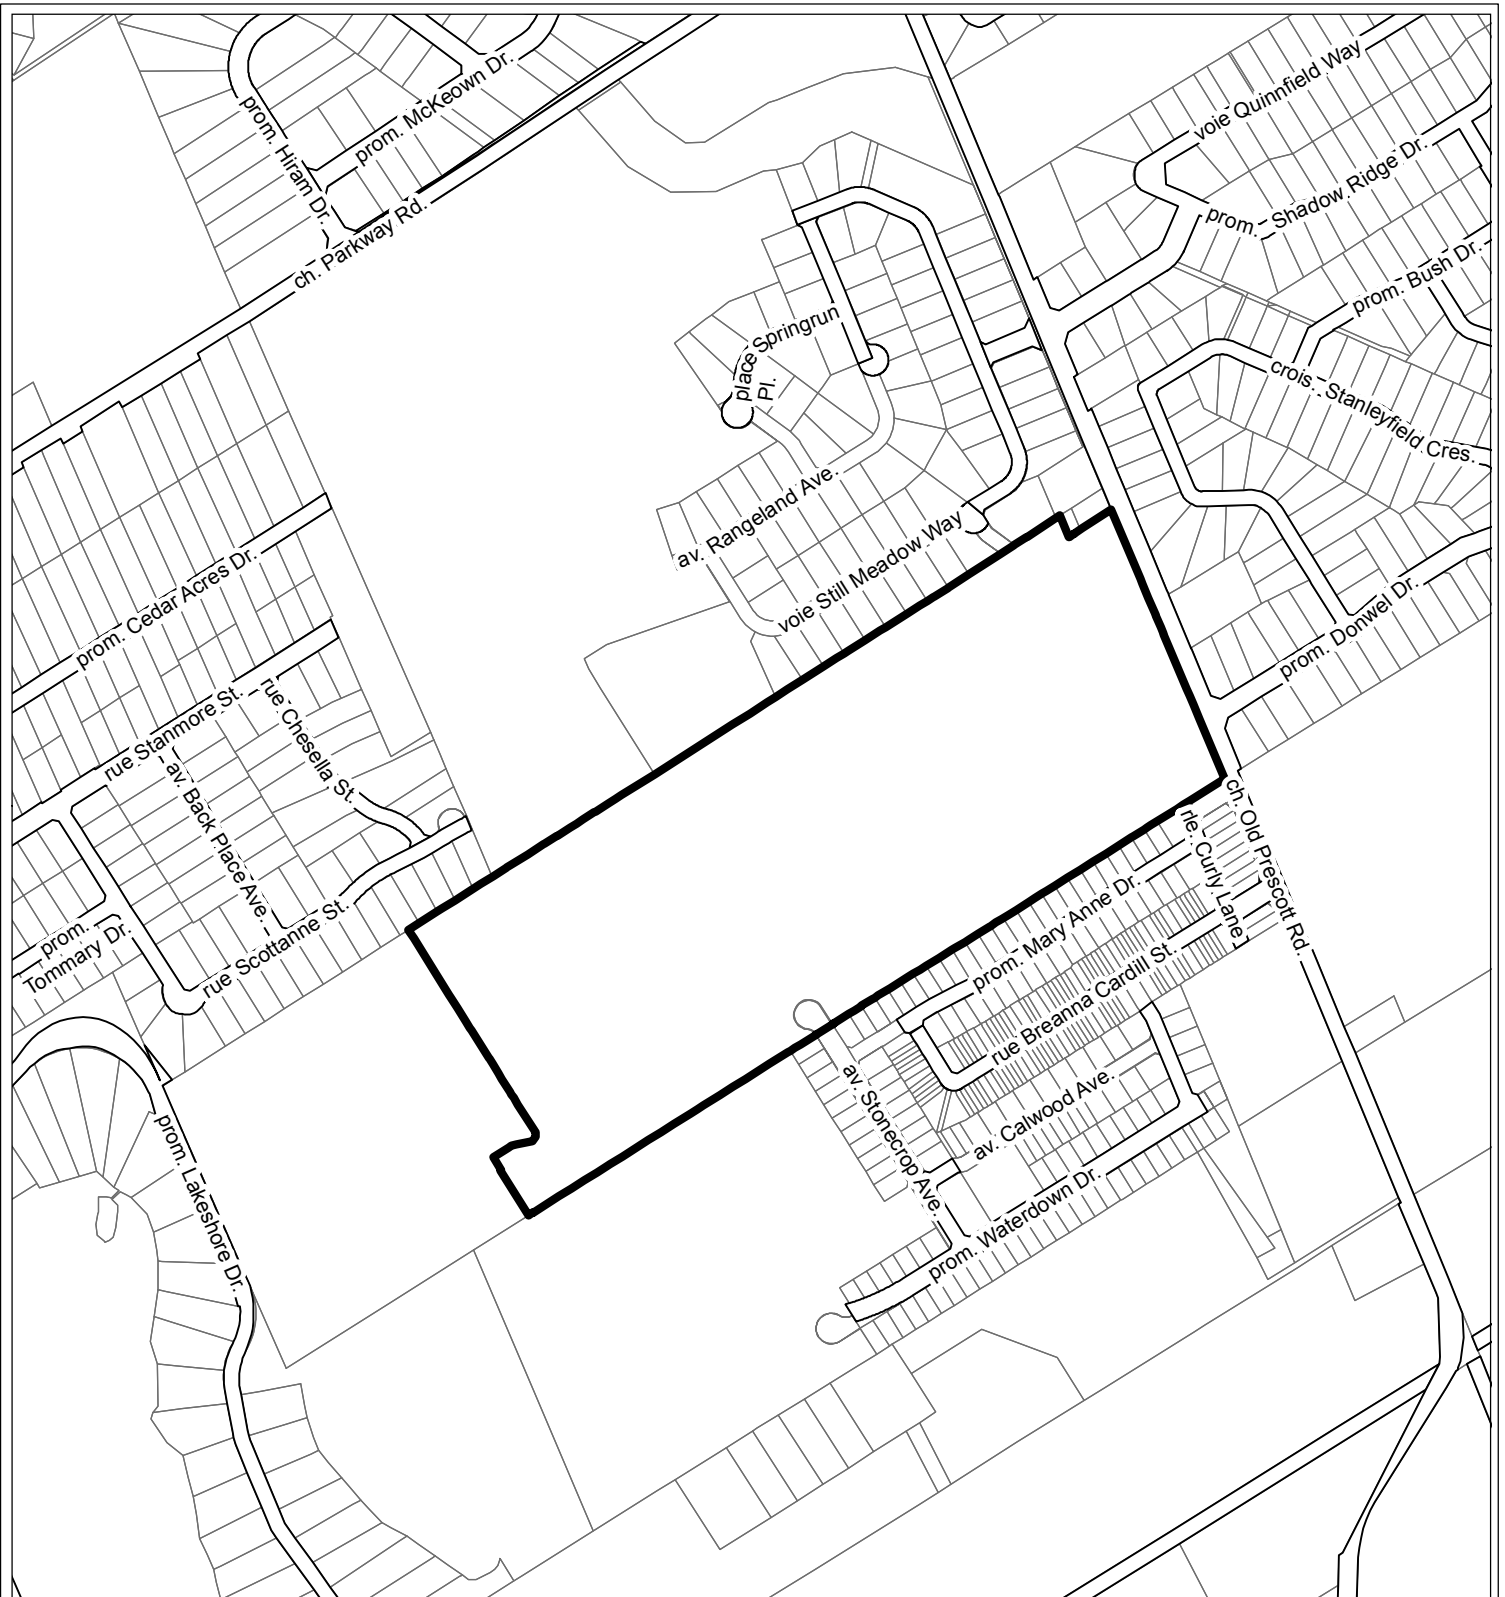 voie Quinnfield Way
prom. McKeown Dr.
prom. Hiram Dr.
prom. Shadow Ridge Dr.
ch. Parkway Rd.
prom. Bush Dr.
place Springrun
Pl.
crois. Stanleyfield Cres.
av. Rangeland Ave.
voie Still Meadow Way
prom. Cedar Acres Dr.
prom. Donwel Dr.
rue Stanmore St.
rue Chesella St.
av. Back Place Ave.
ch. Old Prescott Rd.
rle. Curly Lane
prom. Mary Anne Dr.
rue Scottanne St.
prom.
Tommary Dr.
rue Breanna Cardill St.
av. Stonecrop Ave.
av. Calwood Ave.
prom. Lakeshore Dr.
prom. Waterdown Dr.